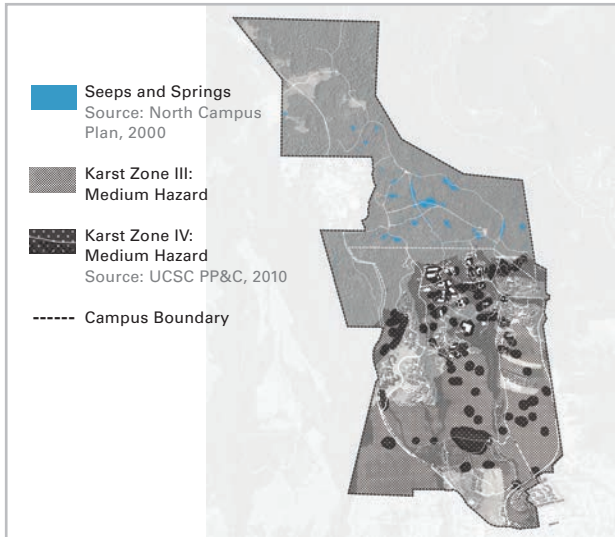 Seeps and Springs
Source: North Campus
Plan, 2000
Karst Zone III:
Medium Hazard
Karst Zone IV:
Medium Hazard
Source: UCSC PP&C, 2010
Campus Boundary